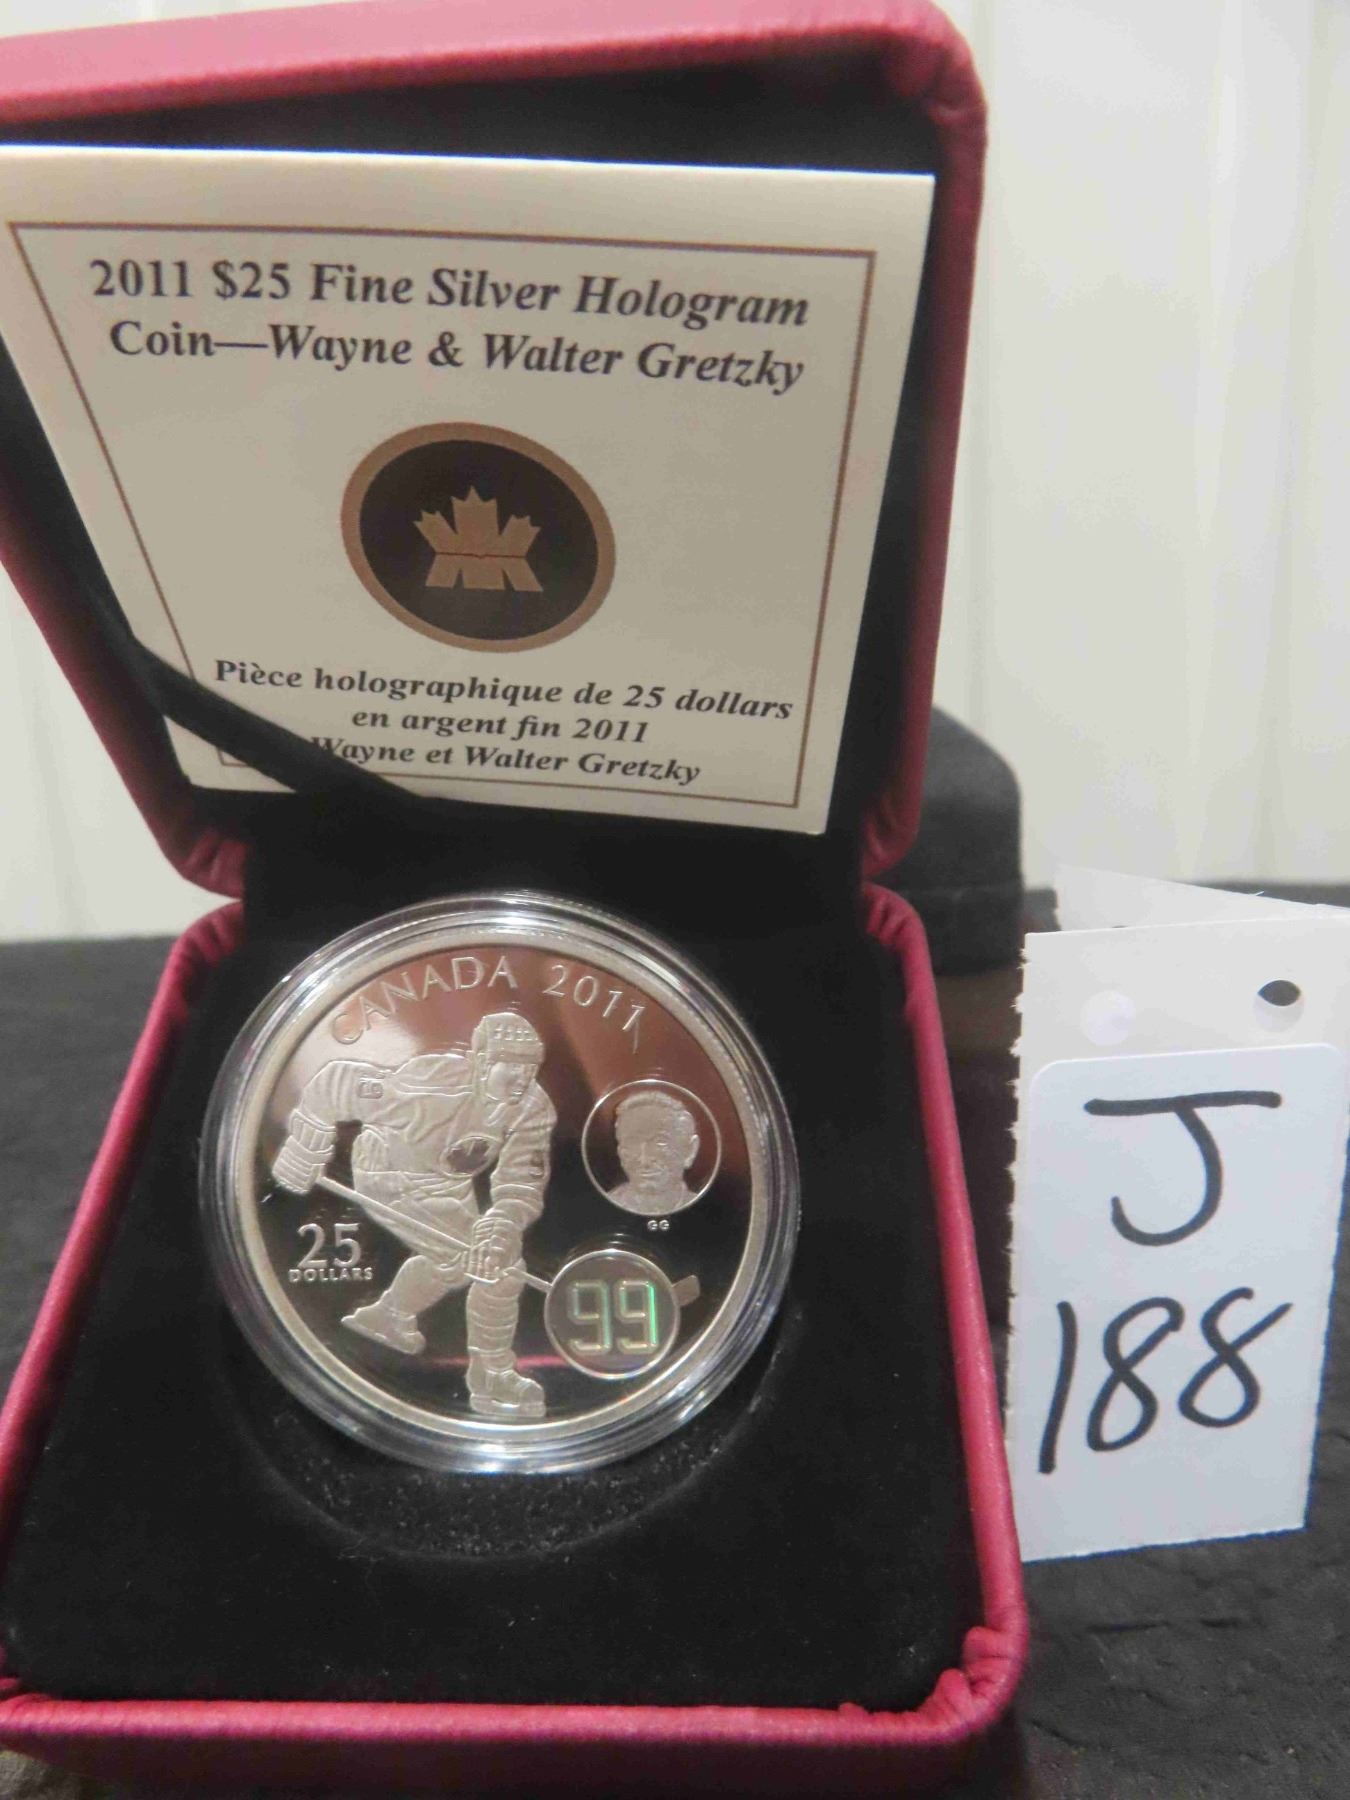 2011 $25 Fine Silver Hologram
Coin—Wayne & Walter Gretzky
Pièce holographique de 25 dollars
en argent fin 2011
Wayne et Walter Gretzky
CANADA 2011
GG
25
DOLLARS
99
J
188